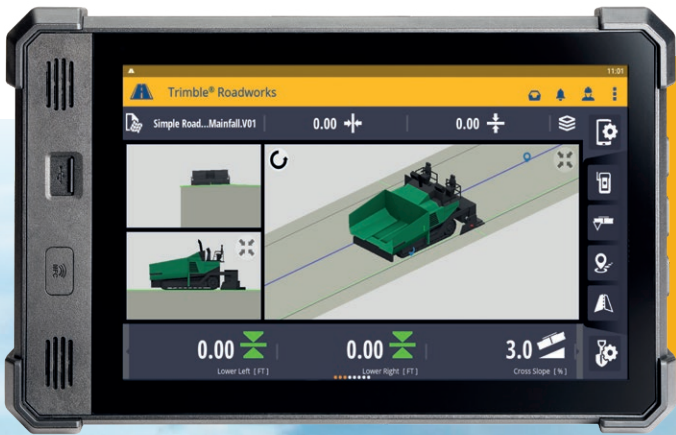 11:01
Trimble® Roadworks
Simple Road...Mainfall.V01 0.00 0.00
0.00 0.00 3.0
Lower Left [FT] Lower Right [FT] Cross Slope [%]